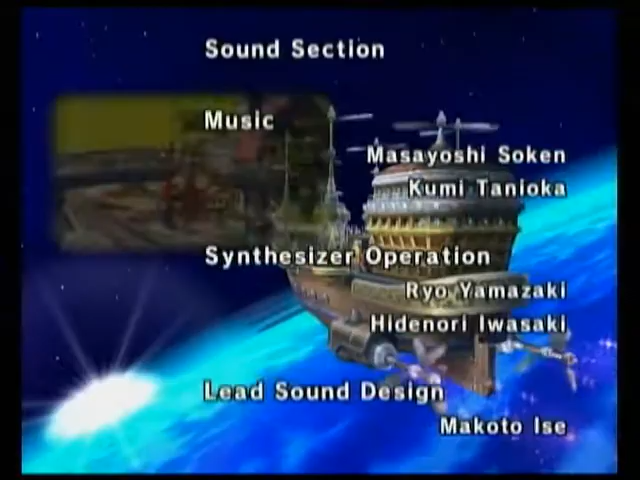 Sound Section
Music
Masayoshi Soken
Kumi Tanioka
Synthesizer Operation
Ryo Yamazaki
Hidenori Iwasaki
Lead Sound Design
Makoto Ise